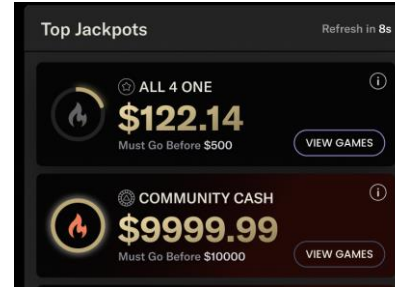 Top Jackpots
Refresh in 8s
ALL 4 ONE
$122.14
Must Go Before $500
VIEW GAMES
COMMUNITY CASH
$9999.99
Must Go Before $10000
VIEW GAMES